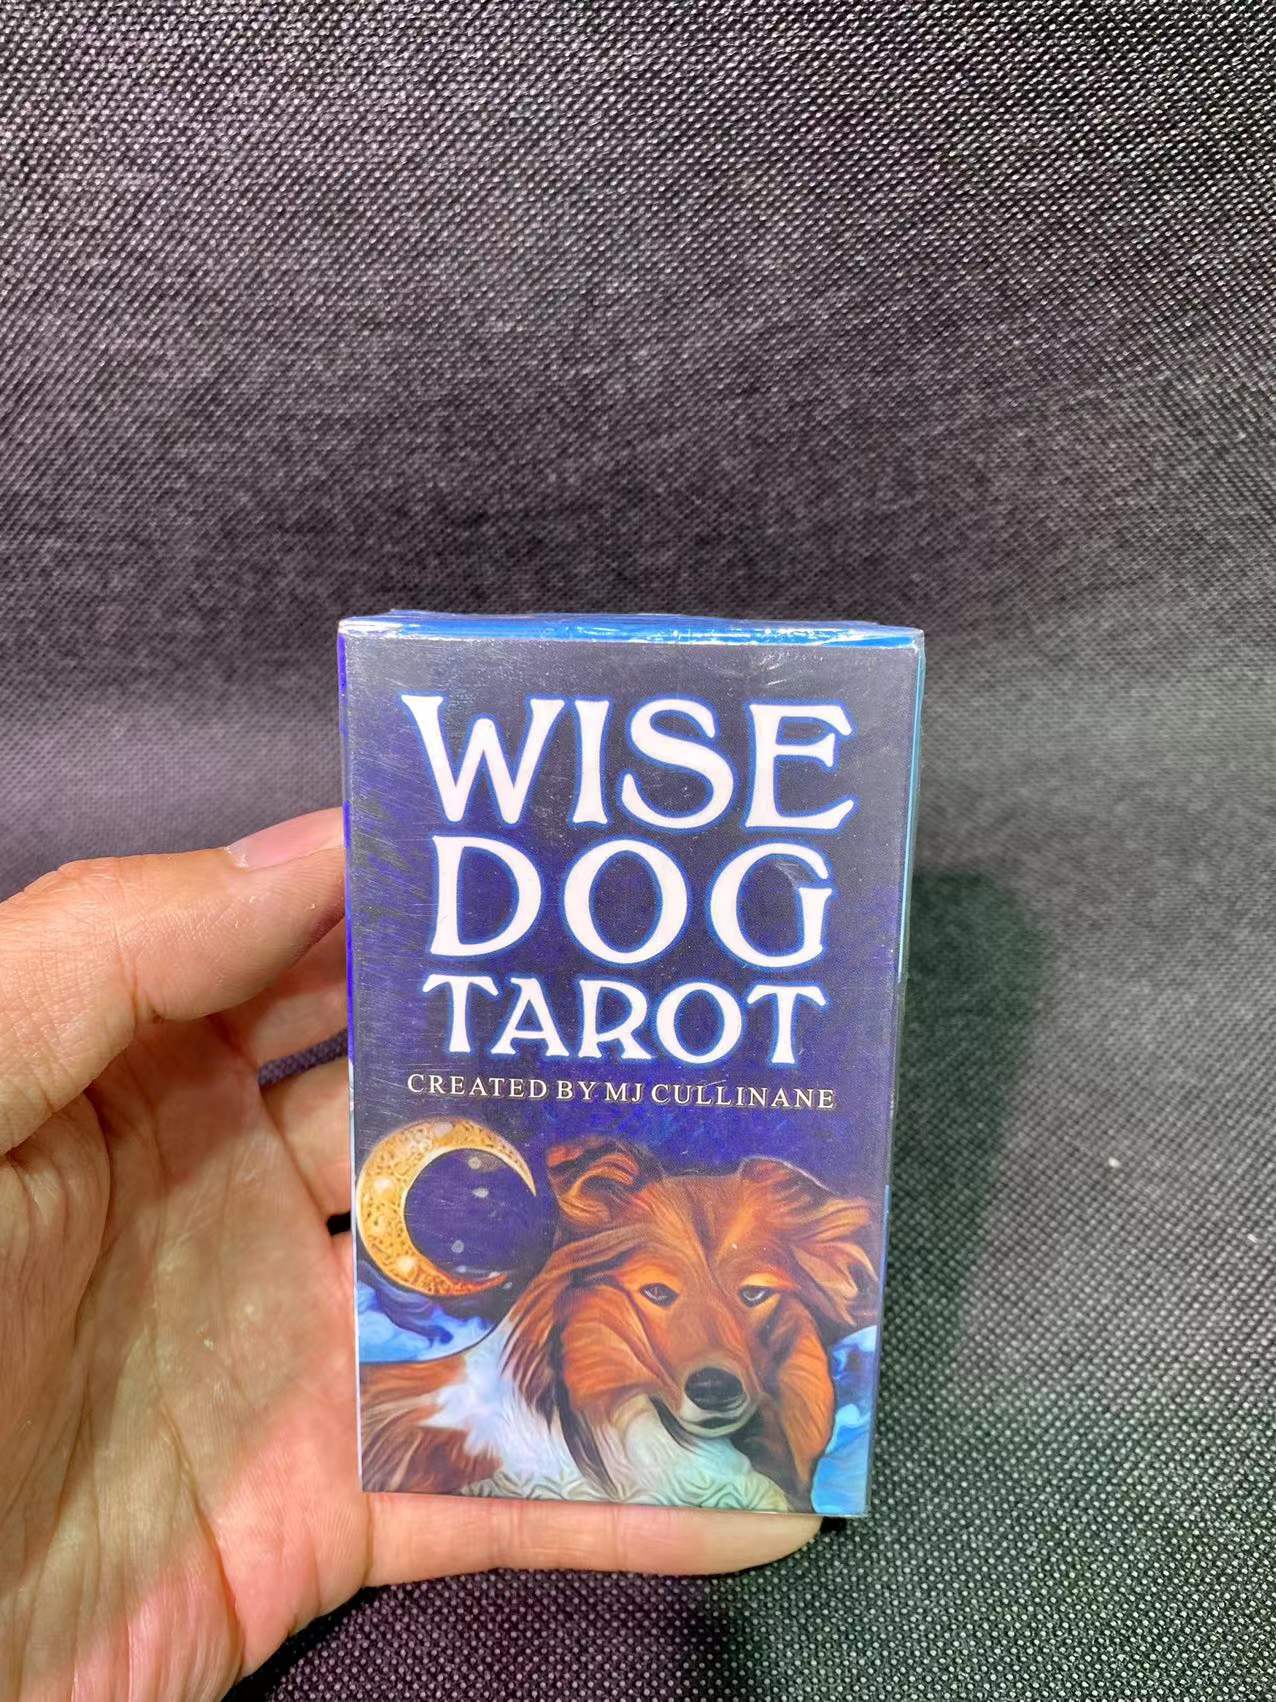 WISE
DOG
TAROT
CREATED BY MJ CULLINANE